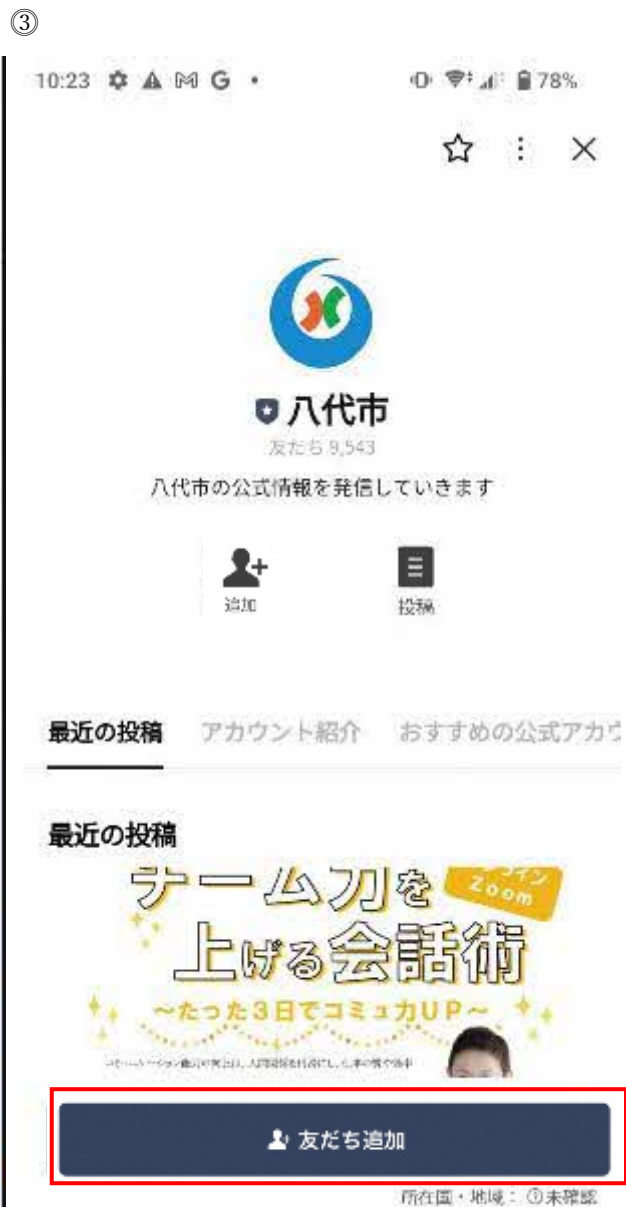 ③
10:23 G
78%
八代市
友だち 9,543
八代市の公式情報を発信していきます
追加
投稿
最近の投稿 アカウント紹介 おすすめの公式アカウ
最近の投稿
チーム力を
Zoom
上げる会話術
~たった3日でコミュ力UP~
友だち追加
所在国・地域: 未確認